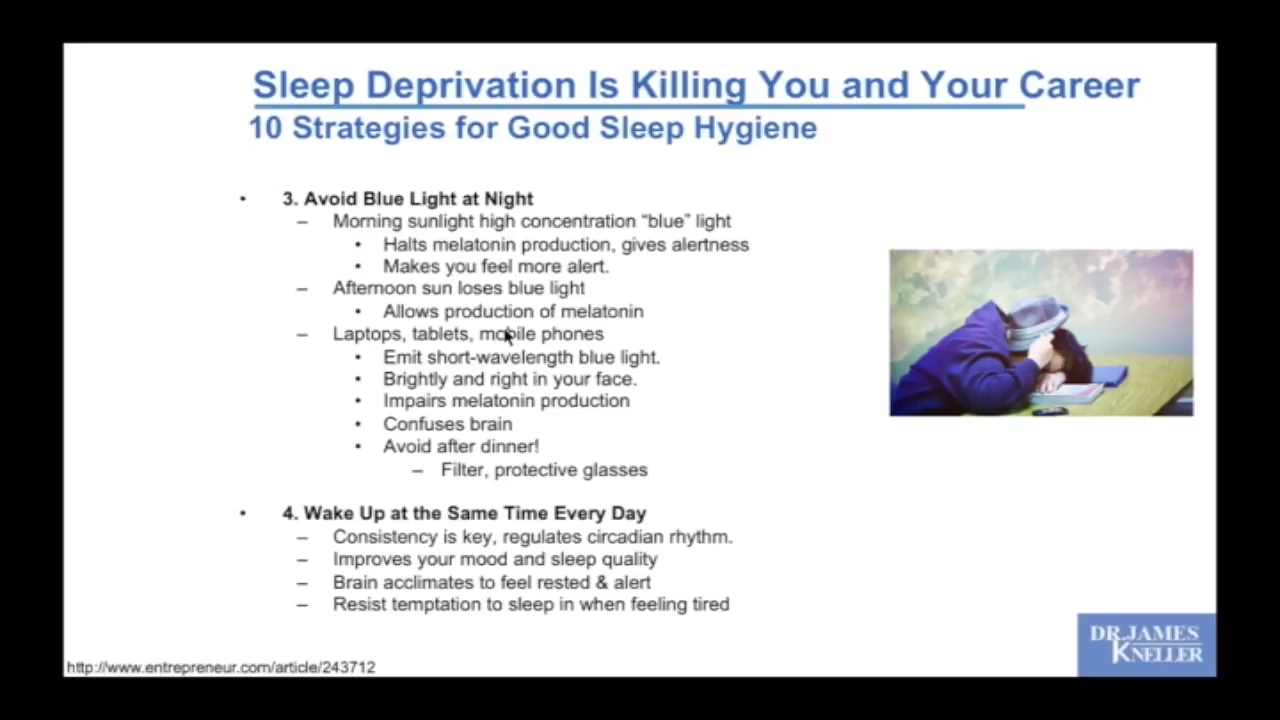 Sleep Deprivation Is Killing You and Your Career
10 Strategies for Good Sleep Hygiene
• 3. Avoid Blue Light at Night
– Morning sunlight high concentration “blue” light
• Halts melatonin production, gives alertness
• Makes you feel more alert.
– Afternoon sun loses blue light
• Allows production of melatonin
– Laptops, tablets, mobile phones
• Emit short-wavelength blue light.
• Brightly and right in your face.
• Impairs melatonin production
• Confuses brain
• Avoid after dinner!
– Filter, protective glasses
• 4. Wake Up at the Same Time Every Day
– Consistency is key, regulates circadian rhythm.
– Improves your mood and sleep quality
– Brain acclimates to feel rested & alert
– Resist temptation to sleep in when feeling tired
DR.JAMES
KNELLER
http://www.entrepreneur.com/article/243712